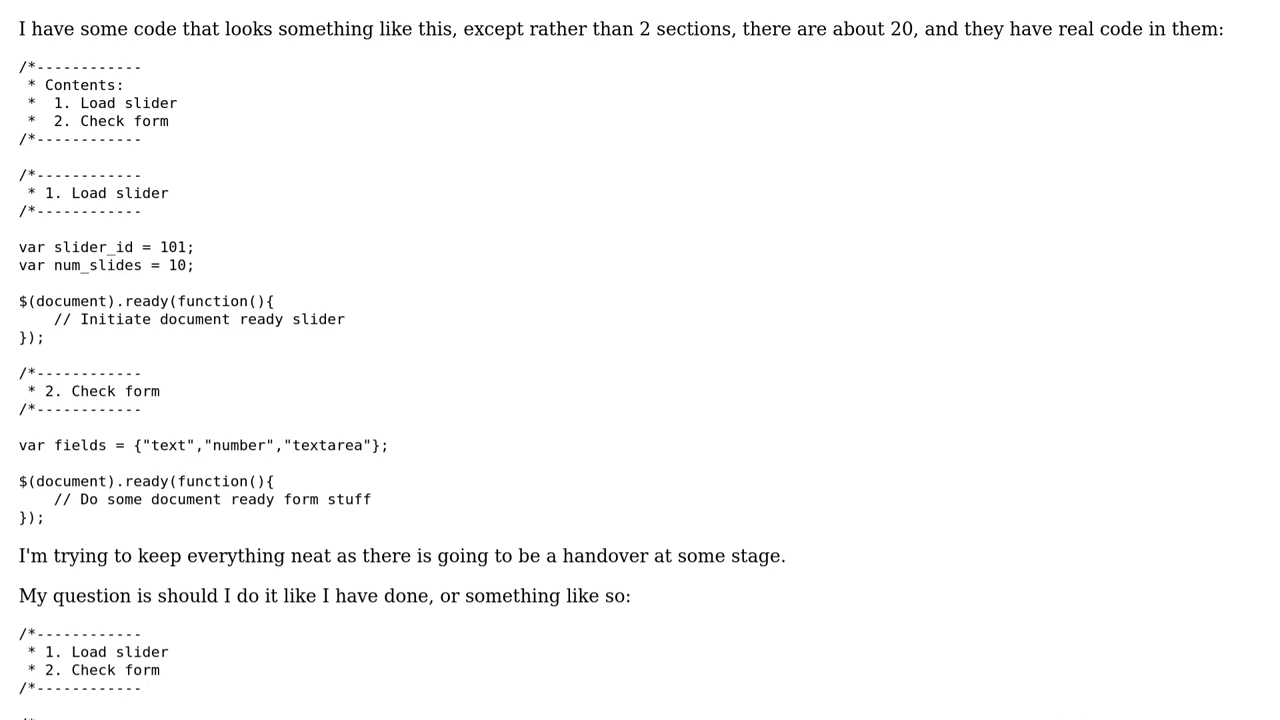 I have some code that looks something like this, except rather than 2 sections, there are about 20, and they have real code in them:
/*------------
 * Contents:
 *  1. Load slider
 *  2. Check form
/*------------
/*------------
 * 1. Load slider
/*------------
var slider_id = 101;
var num_slides = 10;
$(document).ready(function(){
    // Initiate document ready slider
});
/*------------
 * 2. Check form
/*------------
var fields = {"text","number","textarea"};
$(document).ready(function(){
    // Do some document ready form stuff
});
I'm trying to keep everything neat as there is going to be a handover at some stage.
My question is should I do it like I have done, or something like so:
/*------------
 * 1. Load slider
 * 2. Check form
/*------------